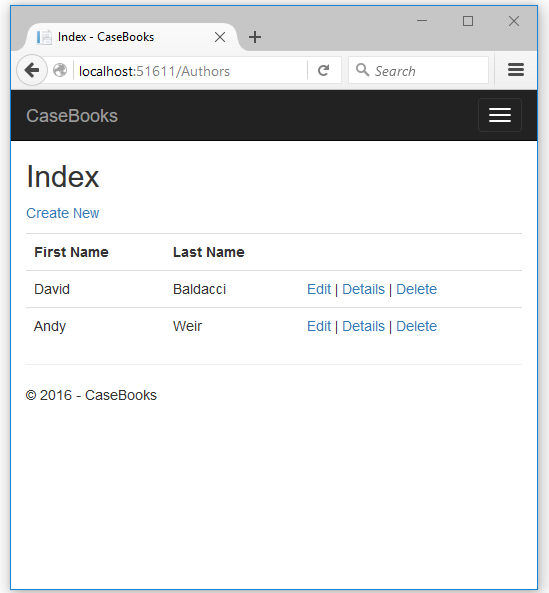 Index - CaseBooks
localhost:51611/Authors
Search
CaseBooks
Index
Create New
First Name Last Name
David Baldacci Edit | Details | Delete
Andy Weir Edit | Details | Delete
© 2016 - CaseBooks